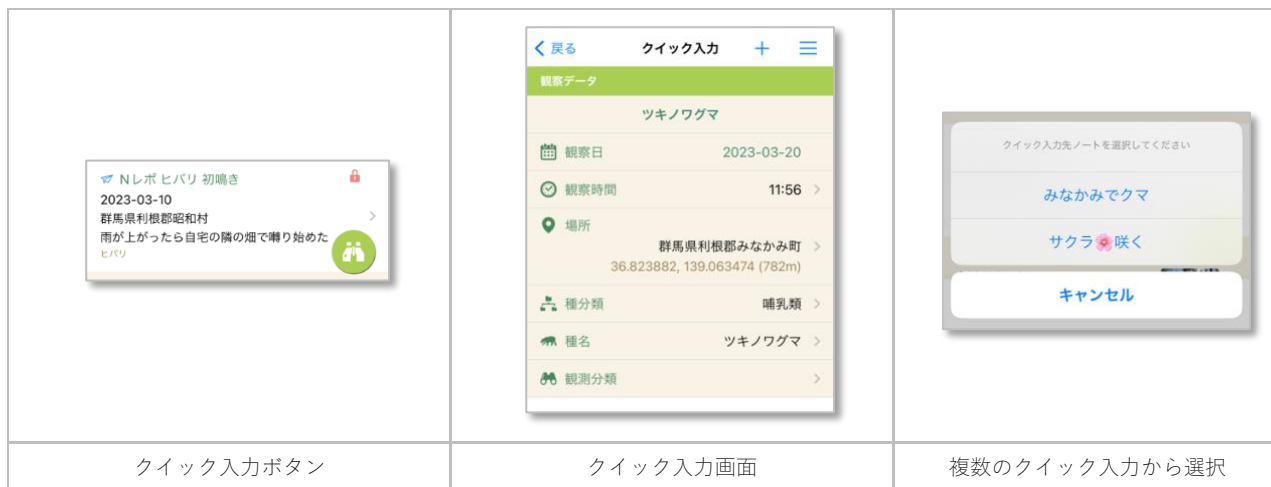 Nレポ ヒバリ 初鳴き
2023-03-10
群馬県利根郡昭和村
雨が上がったら自宅の隣の畑で囀り始めた
ヒバリ
クイック入力ボタン
戻る クイック入力
観察データ
ツキノワグマ
観察日 2023-03-20
観察時間 11:56
場所
群馬県利根郡みなかみ町
36.823882, 139.063474 (782m)
種分類 哺乳類
種名 ツキノワグマ
観測分類
クイック入力画面
クイック入力先ノートを選択してください
みなかみでクマ
サクラ🌸咲く
キャンセル
複数のクイック入力から選択